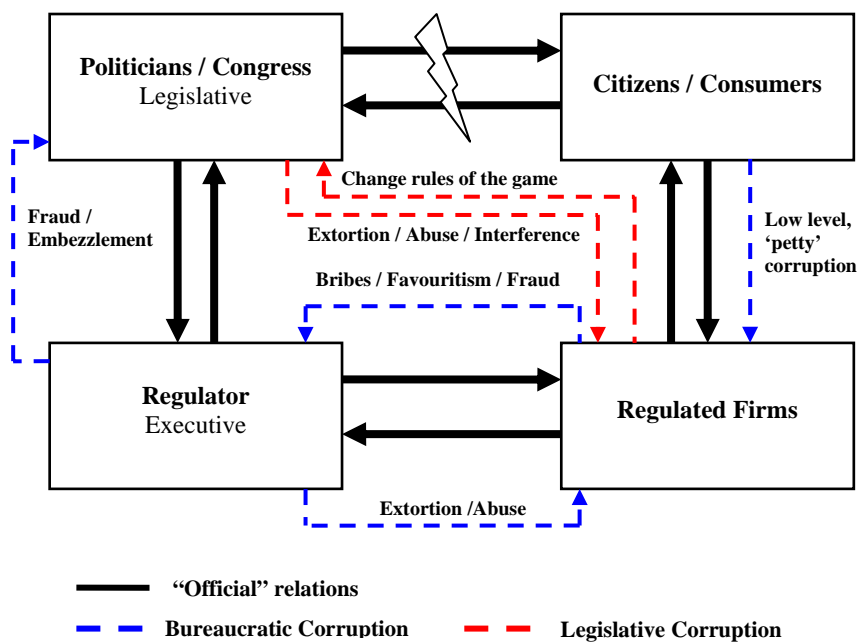 Politicians / Congress
Legislative
Citizens / Consumers
Change rules of the game
Fraud /
Embezzlement
Extortion / Abuse / Interference
Low level,
‘petty’
corruption
Bribes / Favouritism / Fraud
Regulator
Executive
Regulated Firms
Extortion /Abuse
“Official” relations
Bureaucratic Corruption
Legislative Corruption